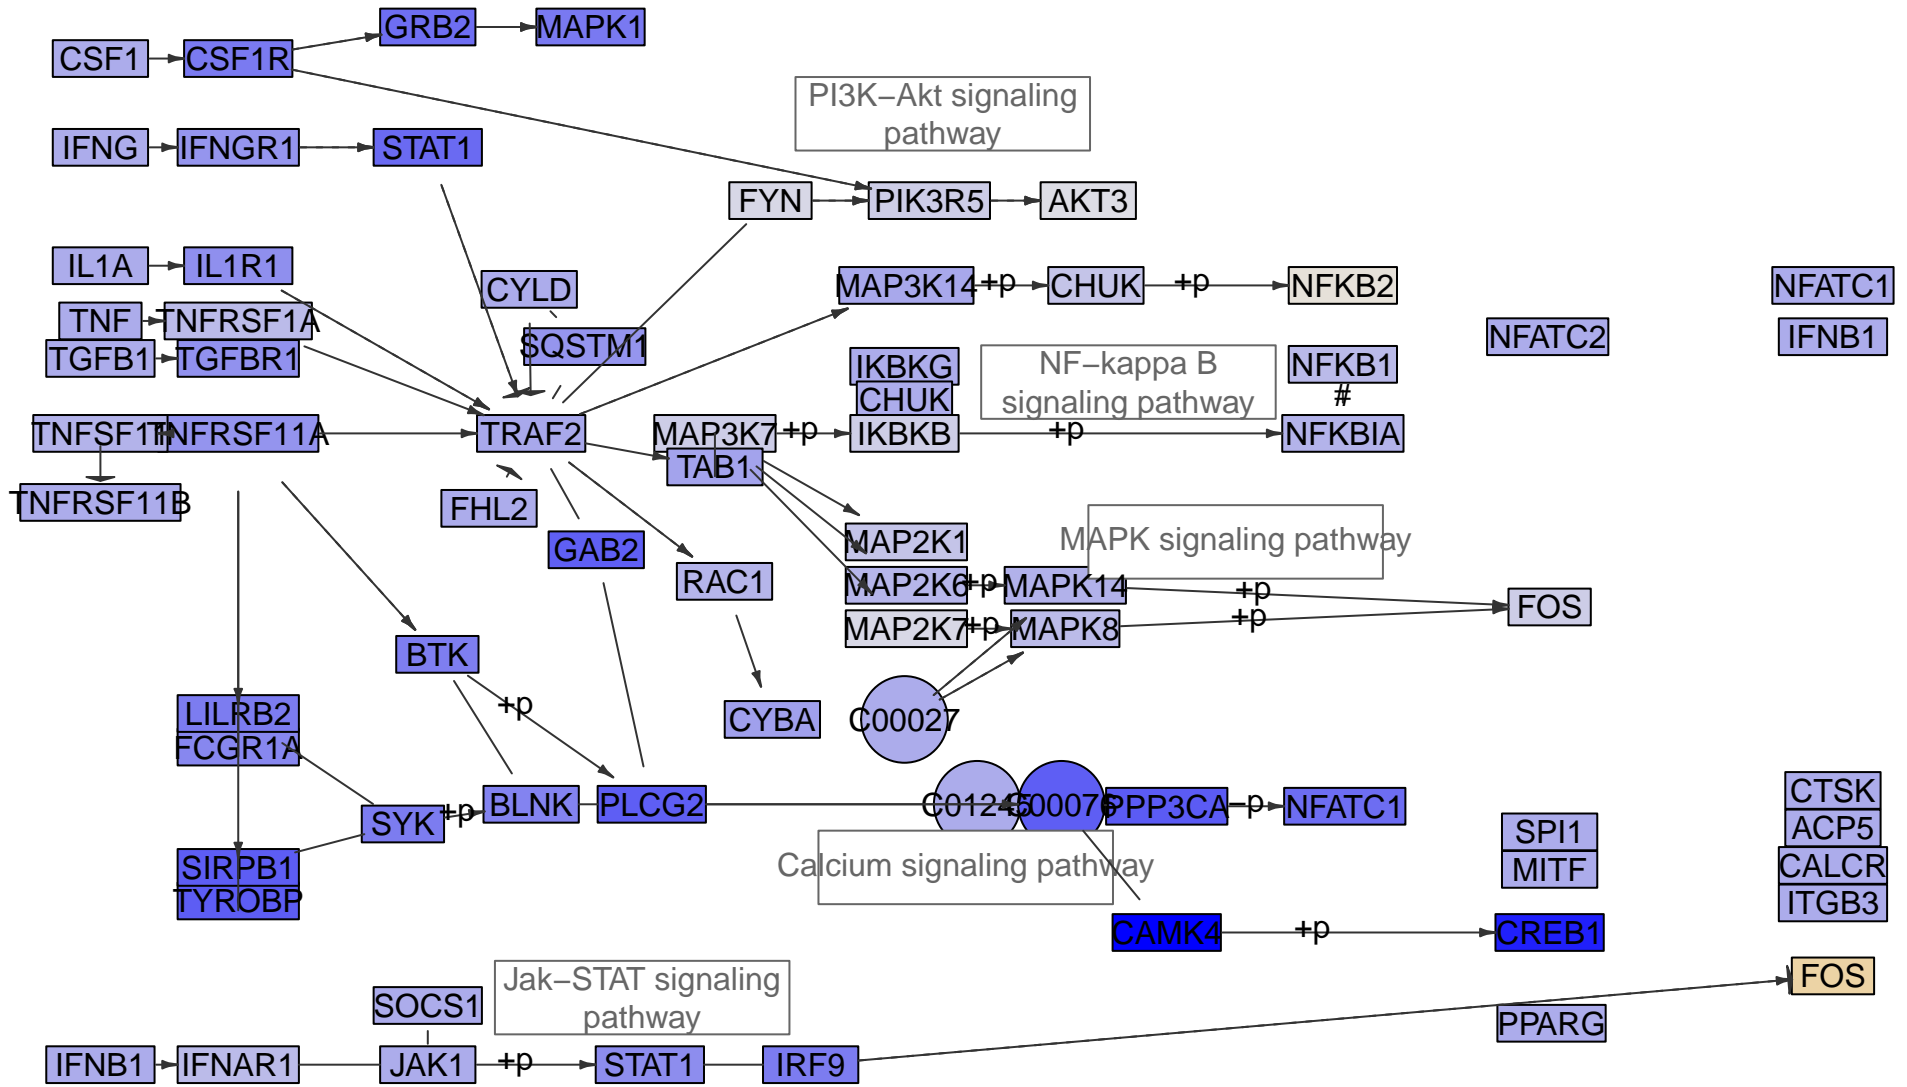 GRB2
MAPK1
CSF1
CSF1R
PI3K−Akt signaling
pathway
IFNG
IFNGR1
STAT1
FYN
PIK3R5
AKT3
IL1A
IL1R1
CYLD
MAP3K14
+p
CHUK
+p
NFKB2
NFATC1
TNF
TNFRSF1A
SQSTM1
NFATC2
IFNB1
TGFB1
TGFBR1
IKBKG
NF−kappa B
signaling pathway
NFKB1
CHUK
#
TNFRSF11A
TRAF2
MAP3K7
+p
IKBKB
+p
NFKBIA
TAB1
TNFRSF11B
FHL2
GAB2
MAP2K1
MAPK signaling pathway
RAC1
MAP2K6
+p
MAPK14
+p
FOS
MAP2K7
+p
MAPK8
+p
BTK
LILRB2
+p
CYBA
C00027
FCGR1A
CTSK
SYK
+p
BLNK
PLCG2
C01245
C00076
PPP3CA
−p
NFATC1
SPI1
ACP5
SIRPB1
Calcium signaling pathway
MITF
CALCR
TYROBP
ITGB3
CAMK4
+p
CREB1
Jak−STAT signaling
pathway
FOS
SOCS1
PPARG
IFNB1
IFNAR1
JAK1
+p
STAT1
IRF9